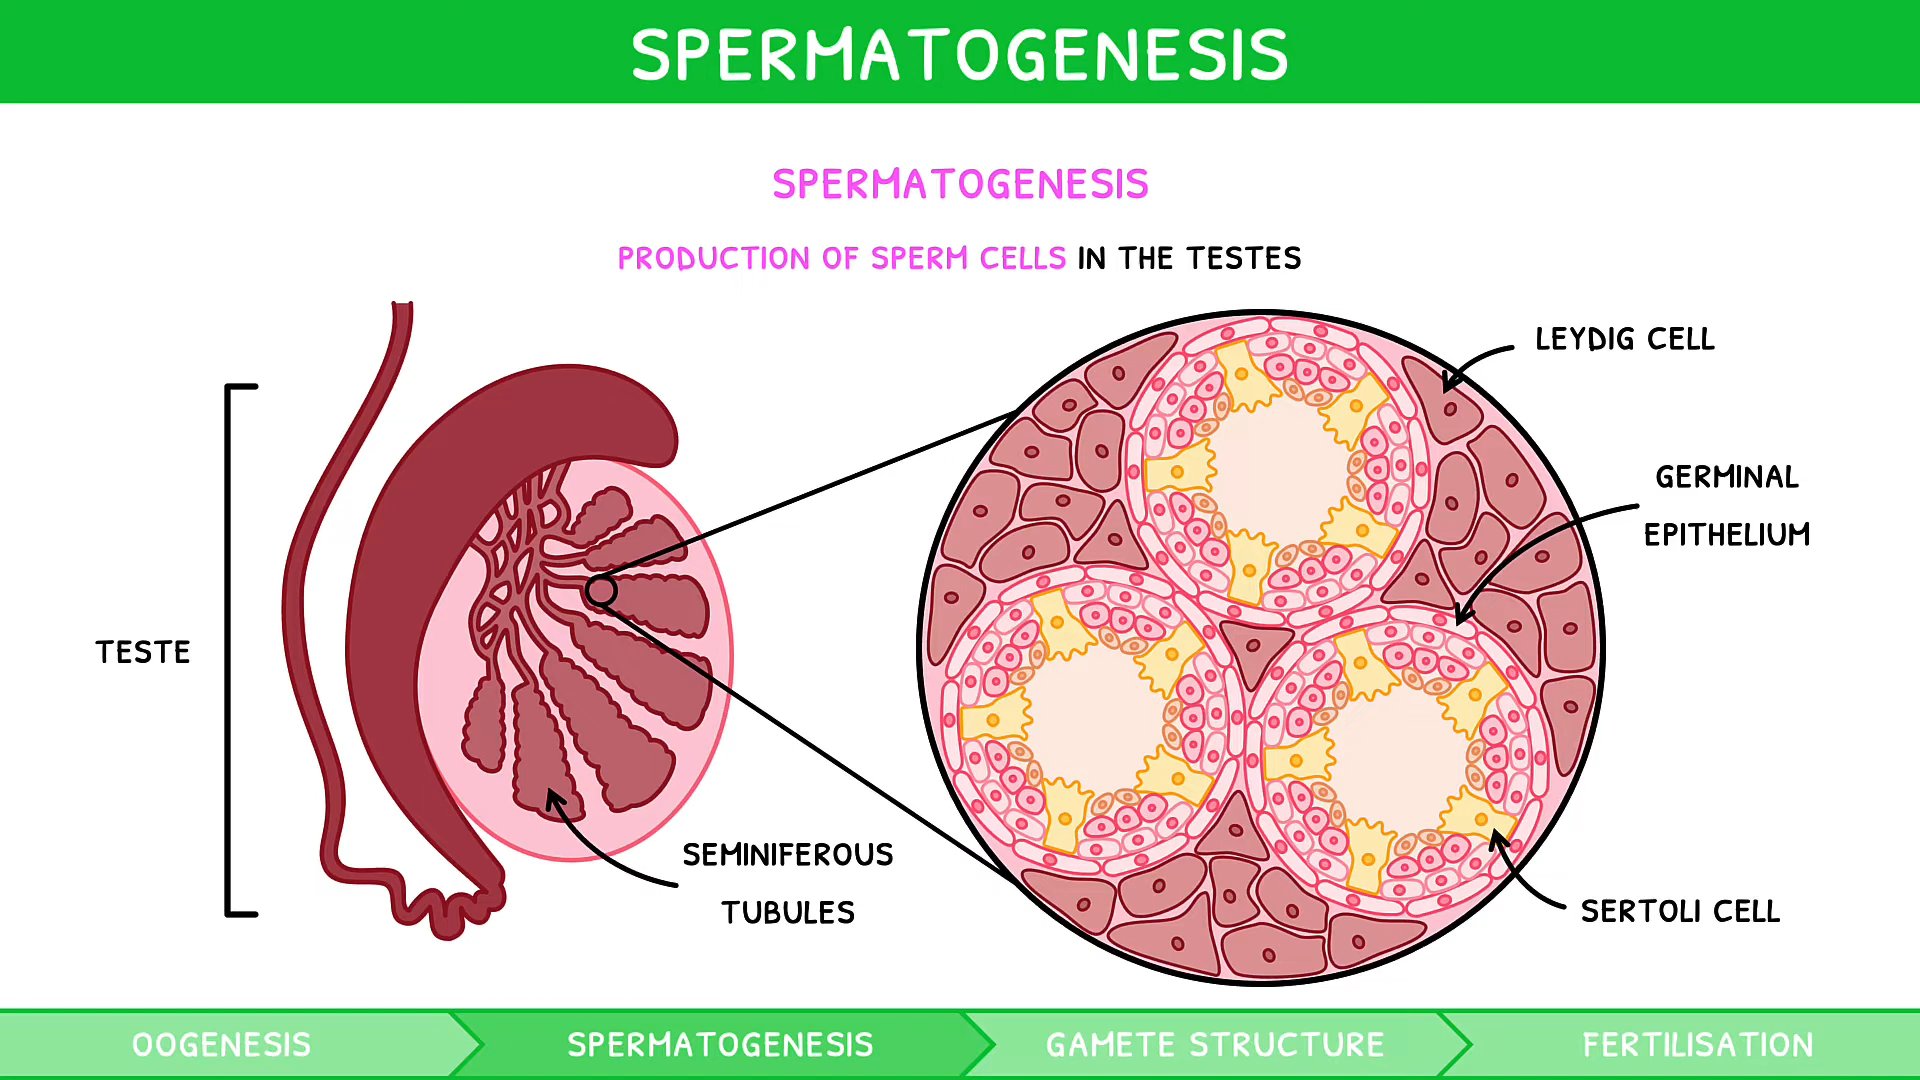 SPERMATOGENESIS
SPERMATOGENESIS
PRODUCTION OF SPERM CELLS IN THE TESTES
LEYDIG CELL
GERMINAL
EPITHELIUM
TESTE
SEMINIFEROUS
TUBULES
SERTOLI CELL
OOGENESIS
SPERMATOGENESIS
GAMETE STRUCTURE
FERTILISATION